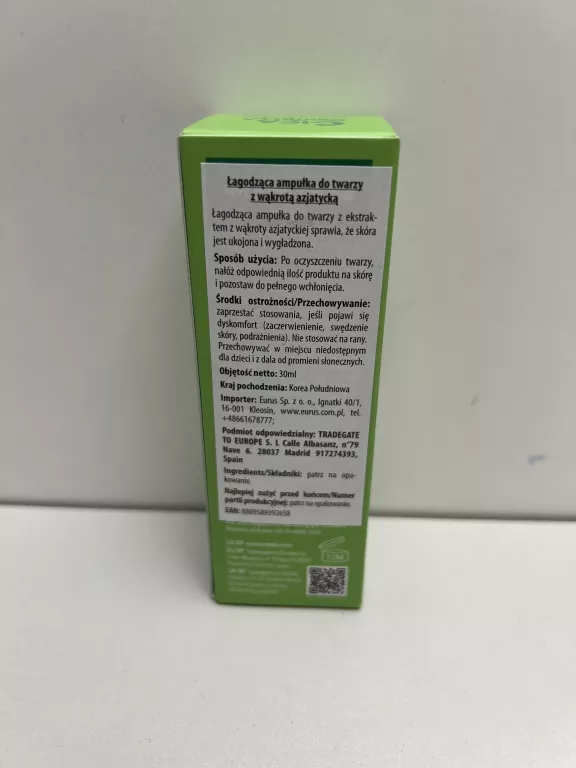 Łagodząca ampułka do twarzy
z wąkrotą azjatycką
Łagodząca ampułka do twarzy z ekstrak-
tem z wąkroty azjatyckiej sprawia, że skóra
jest ukojona i wygładzona.
Sposób użycia: Po oczyszczeniu twarzy,
nałóż odpowiednią ilość produktu na skórę
i pozostaw do pełnego wchłonięcia.
Środki ostrożności/Przechowywanie:
zaprzestać stosowania, jeśli pojawi się
dyskomfort (zaczerwienienie, swędzenie
skóry, podrażnienia). Nie stosować na rany.
Przechowywać w miejscu niedostępnym
dla dzieci i z dala od promieni słonecznych.
Objętość netto: 30ml
Kraj pochodzenia: Korea Południowa
Importer: Eurus Sp. z o. o., Ignatki 40/1,
16-001 Kleosin, www.eurus.com.pl, tel.
+48661678777;
Podmiot odpowiedzialny: TRADEGATE
TO EUROPE S. L Calle Albasanz, n°79
Nave 6. 28037 Madrid 917274393,
Spain
Ingredients/Składniki: patrz na opa-
kowaniu
Najlepiej zużyć przed końcem/Numer
partii produkcyjnej: patrz na opakowaniu
EAN: 8809589392658
12M